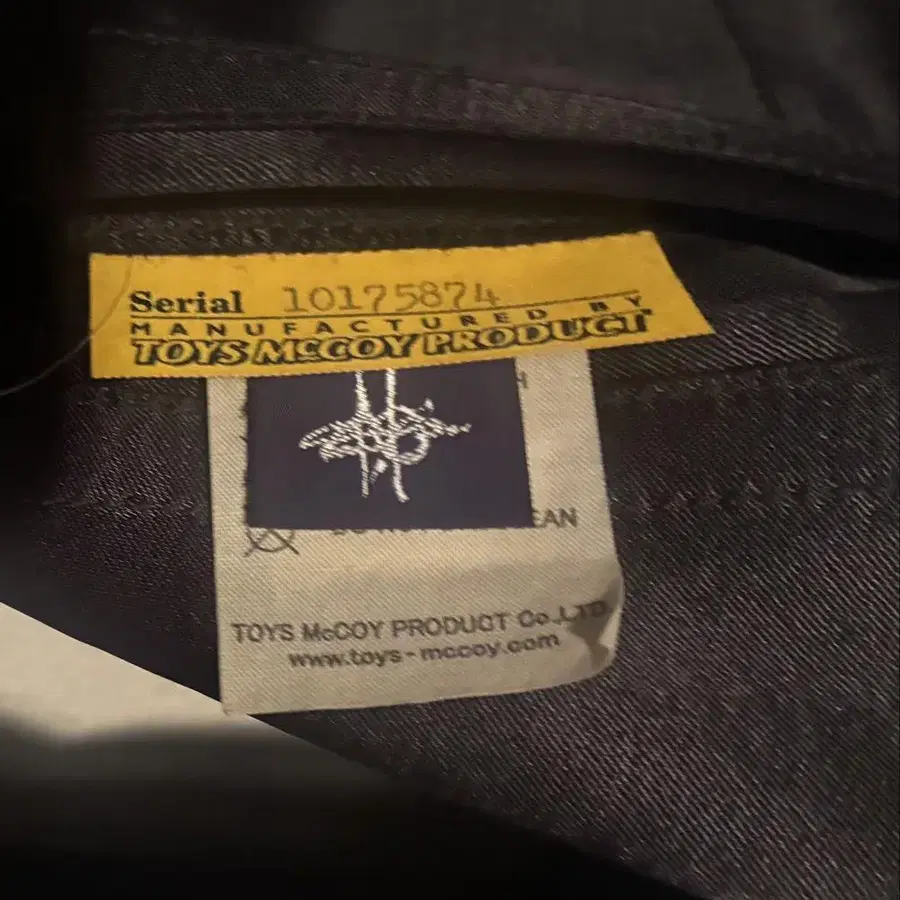 Serial 10175874
MANUFACTURED BY
TOYS McCOY PRODUCT
EAN
TOYS McCOY PRODUCT Co.,LTD
www.toys-mccoy.com